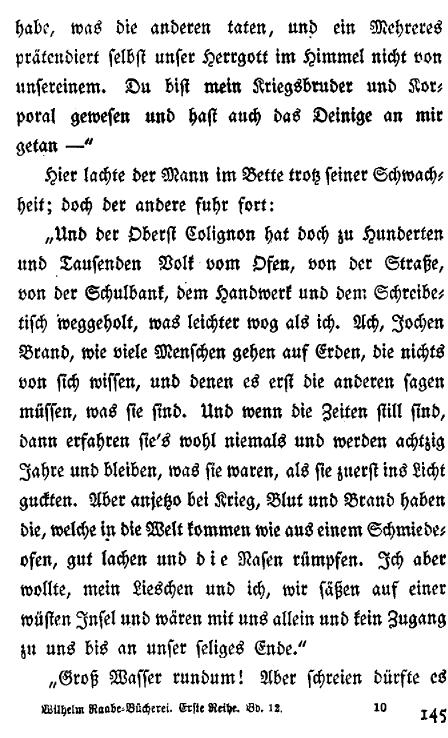 habe, was die anderen taten, und ein Mehreres
prätendiert selbst unser Herrgott im Himmel nicht von
unsereinem. Du bist mein Kriegsbruder und Kor-
poral gewesen und hast auch das Deinige an mir
getan —“
Hier lachte der Mann im Bette trotz seiner Schwach-
heit; doch der andere fuhr fort:
„Und der Oberst Colignon hat doch zu Hunderten
und Tausenden Volk vom Ofen, von der Straße,
von der Schulbank, dem Handwerk und dem Schreibe-
tisch weggeholt, was leichter wog als ich. Ach, Jochen
Brand, wie viele Menschen gehen auf Erden, die nichts
von sich wissen, und denen es erst die anderen sagen
müssen, was sie sind. Und wenn die Zeiten still sind,
dann erfahren sie's wohl niemals und werden achtzig
Jahre und bleiben, was sie waren, als sie zuerst ins Licht
guckten. Aber anjetzo bei Krieg, Blut und Brand haben
die, welche in die Welt kommen wie aus einem Schmiede-
ofen, gut lachen und die Nasen rümpfen. Ich aber
wollte, mein Lieschen und ich, wir säßen auf einer
wüsten Insel und wären mit uns allein und kein Zugang
zu uns bis an unser seliges Ende.“
„Groß Wasser rundum! Aber schreien dürfte es
Wilhelm Raabe-Bücherei. Erste Reihe. Bd. 12. 10
145